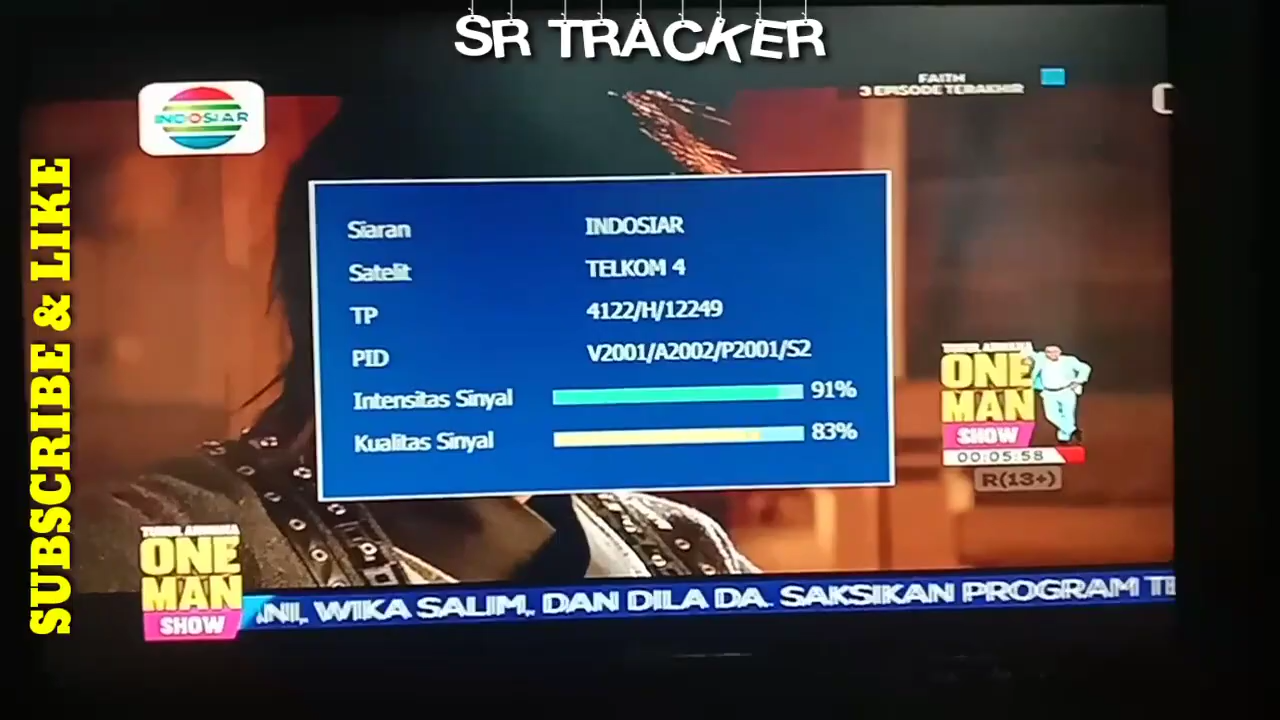 SR TRACKER
FAITH
3 EPISODE TERAKHIR
INDOSIAR
SUBSCRIBE & LIKE
Siaran INDOSIAR
Satelit TELKOM 4
TP 4122/H/12249
PID V2001/A2002/P2001/S2
Intensitas Sinyal 91%
Kualitas Sinyal 83%
ONE
MAN
SHOW
00:05:58
R(13+)
ONE
MAN
SHOW
WIKA SALIM, DAN DILA DA. SAKSIKAN PROGRAM